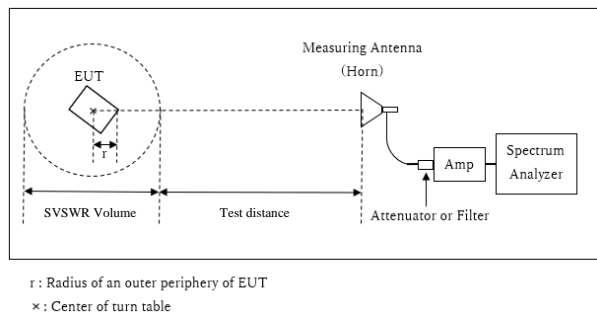 Measuring Antenna
(Horn)
EUT
r
Amp
Spectrum
Analyzer
SVSWR Volume
Test distance
Attenuator or Filter
r : Radius of an outer periphery of EUT
× : Center of turn table